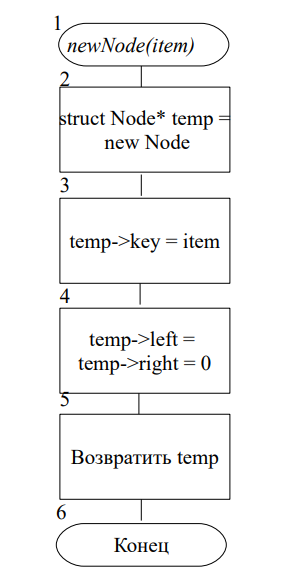 1
newNode(item)
2
struct Node* temp =
new Node
3
temp->key = item
4
temp->left =
temp->right = 0
5
Возвратить temp
6
Конец